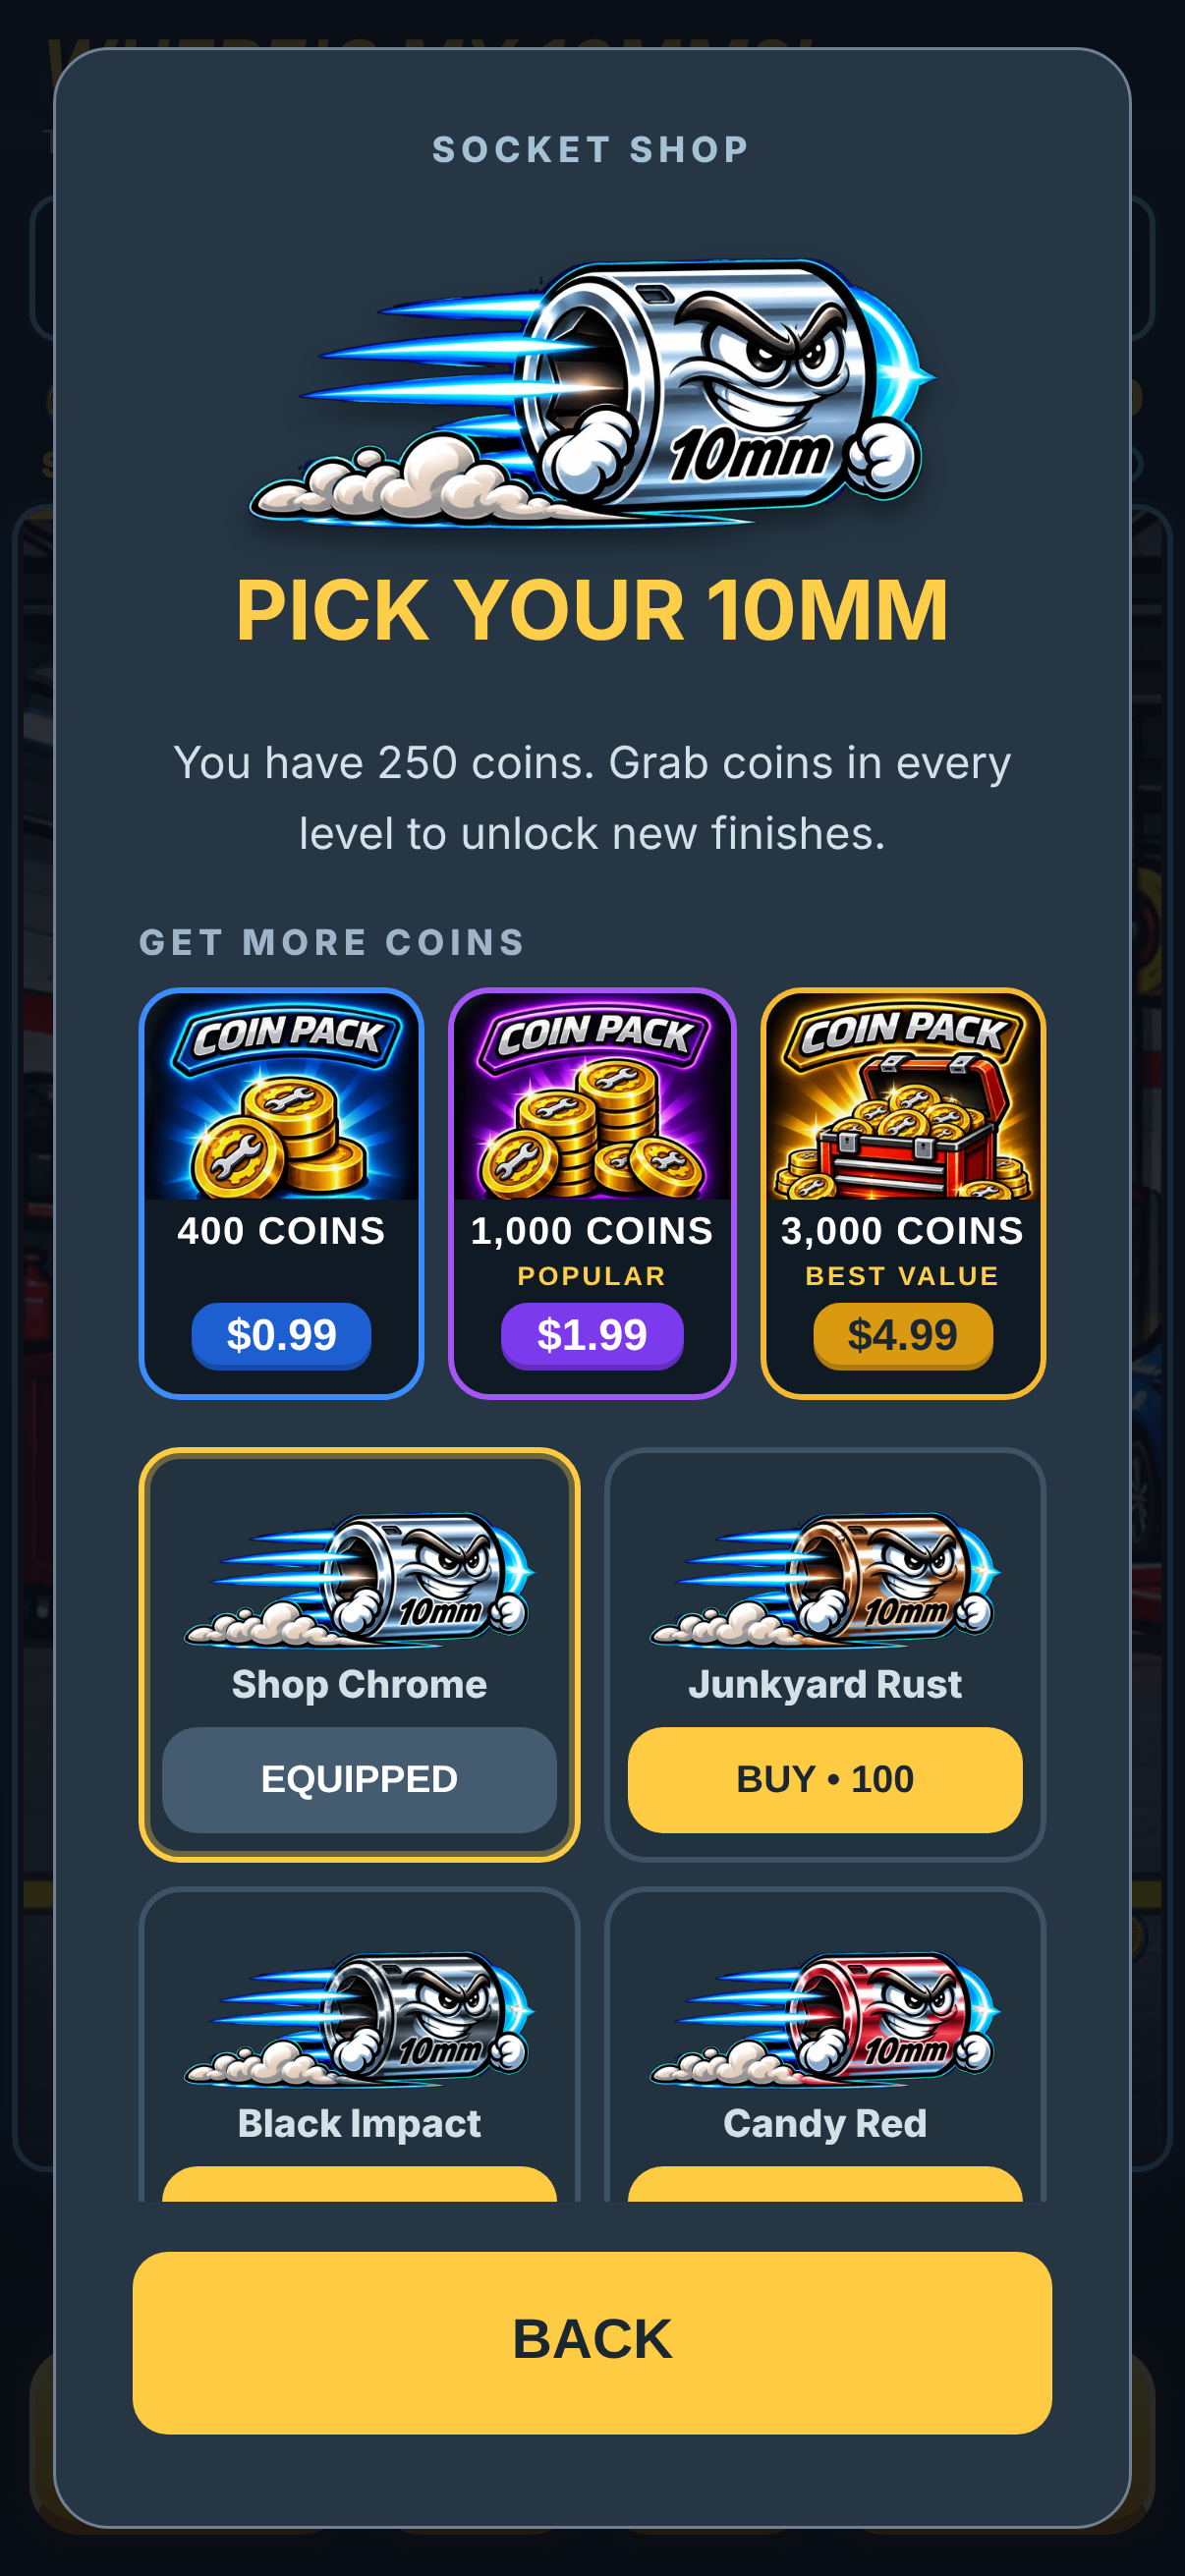 WHERE'S MY 10MMS!
SOCKET SHOP
10mm
PICK YOUR 10MM
You have 250 coins. Grab coins in every
level to unlock new finishes.
GET MORE COINS
COIN PACK
COIN PACK
COIN PACK
400 COINS
1,000 COINS
3,000 COINS
POPULAR
BEST VALUE
$0.99
$1.99
$4.99
10mm
10mm
Shop Chrome
Junkyard Rust
EQUIPPED
BUY • 100
10mm
10mm
Black Impact
Candy Red
BACK